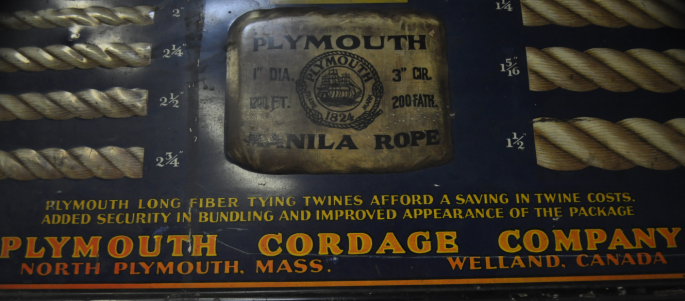 2"
2¼"
2½"
2¾"
PLYMOUTH
1" DIA. 3" CIR.
FT. 200 FATH.
PLYMOUTH
1824
MANILA ROPE
1¼
1 5/16
1½"
PLYMOUTH LONG FIBER TYING TWINES AFFORD A SAVING IN TWINE COSTS.
ADDED SECURITY IN BUNDLING AND IMPROVED APPEARANCE OF THE PACKAGE
PLYMOUTH CORDAGE COMPANY
NORTH PLYMOUTH, MASS. WELLAND, CANADA